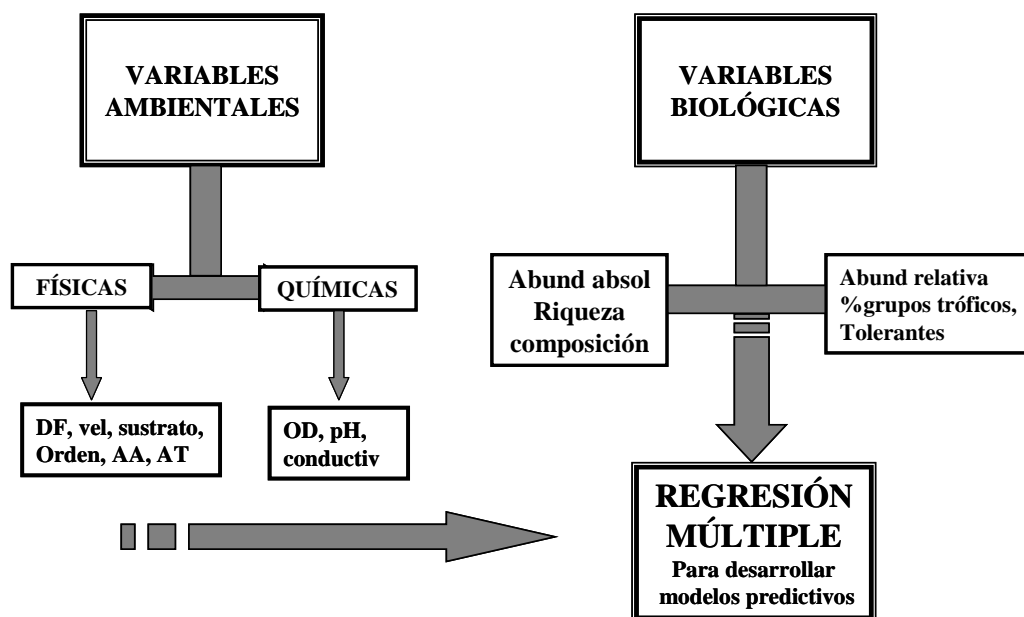 VARIABLES
AMBIENTALES
VARIABLES
BIOLÓGICAS
FÍSICAS
QUÍMICAS
Abund absol
Riqueza
composición
Abund relativa
%grupos tróficos,
Tolerantes
DF, vel, sustrato,
Orden, AA, AT
OD, pH,
conductiv
REGRESIÓN
MÚLTIPLE
Para desarrollar
modelos predictivos